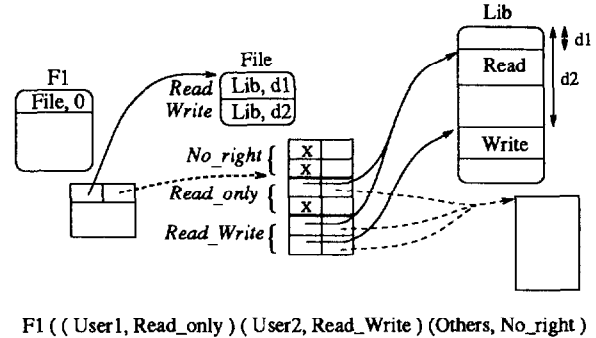 Lib
d1
File
F1
Read Lib, d1
Read
d2
File, 0
Write Lib, d2
No_right X
Write
X
Read_only
X
Read_Write
F1 ( ( User1, Read_only ) ( User2, Read_Write ) (Others, No_right )